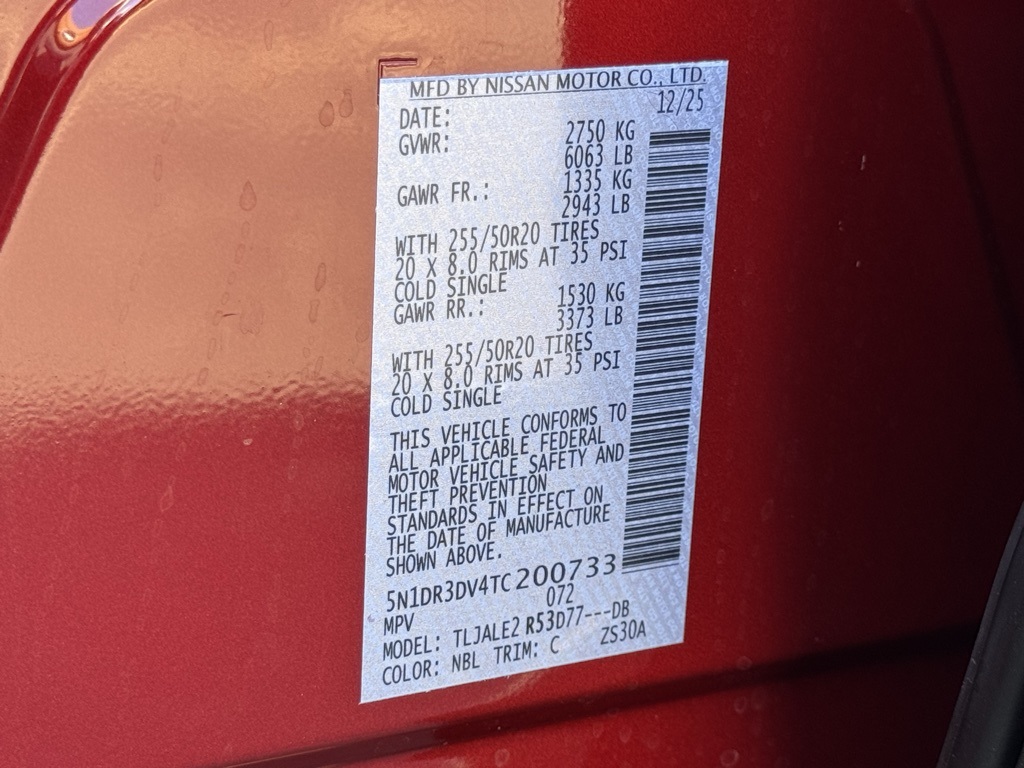 MFD BY NISSAN MOTOR CO., LTD.
DATE: 12/25
GVWR: 2750 KG
6063 LB
GAWR FR.: 1335 KG
2943 LB
WITH 255/50R20 TIRES
20 X 8.0 RIMS AT 35 PSI
COLD SINGLE
GAWR RR.: 1530 KG
3373 LB
WITH 255/50R20 TIRES
20 X 8.0 RIMS AT 35 PSI
COLD SINGLE
THIS VEHICLE CONFORMS TO
ALL APPLICABLE FEDERAL
MOTOR VEHICLE SAFETY AND
THEFT PREVENTION
STANDARDS IN EFFECT ON
THE DATE OF MANUFACTURE
SHOWN ABOVE.
5N1DR3DV4TC200733
MPV 072
MODEL: TLJALE2 R53D77---DB
COLOR: NBL TRIM: C ZS30A